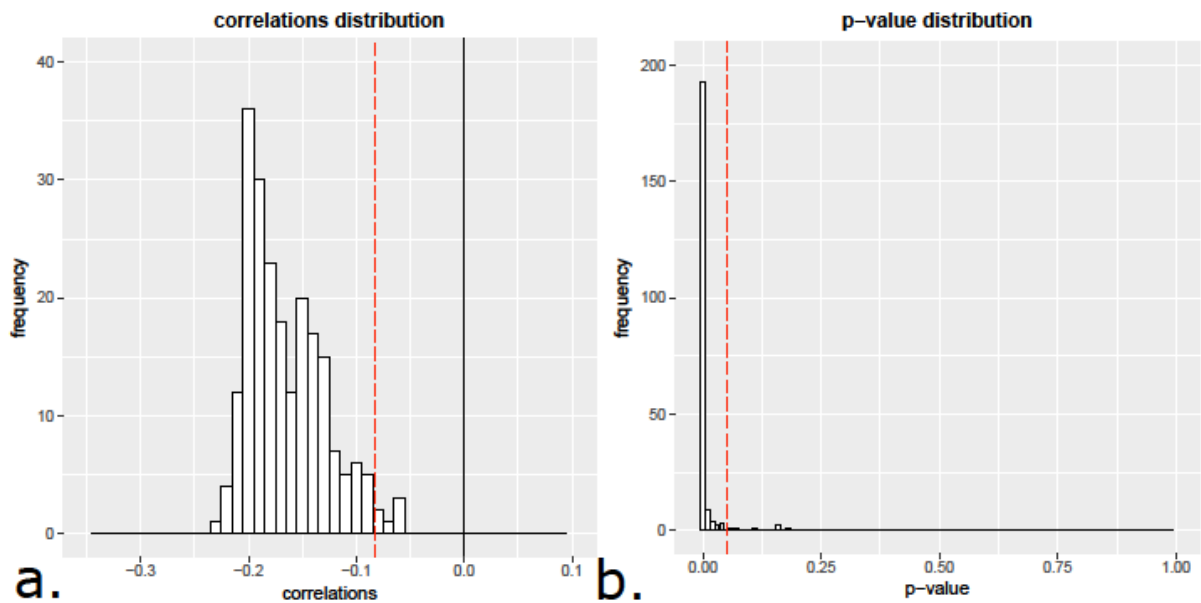 correlations distribution
frequency
40
30
20
10
0
−0.3
−0.2
−0.1
0.0
0.1
correlations
a.
p−value distribution
frequency
200
150
100
50
0
0.00
0.25
0.50
0.75
1.00
p−value
b.